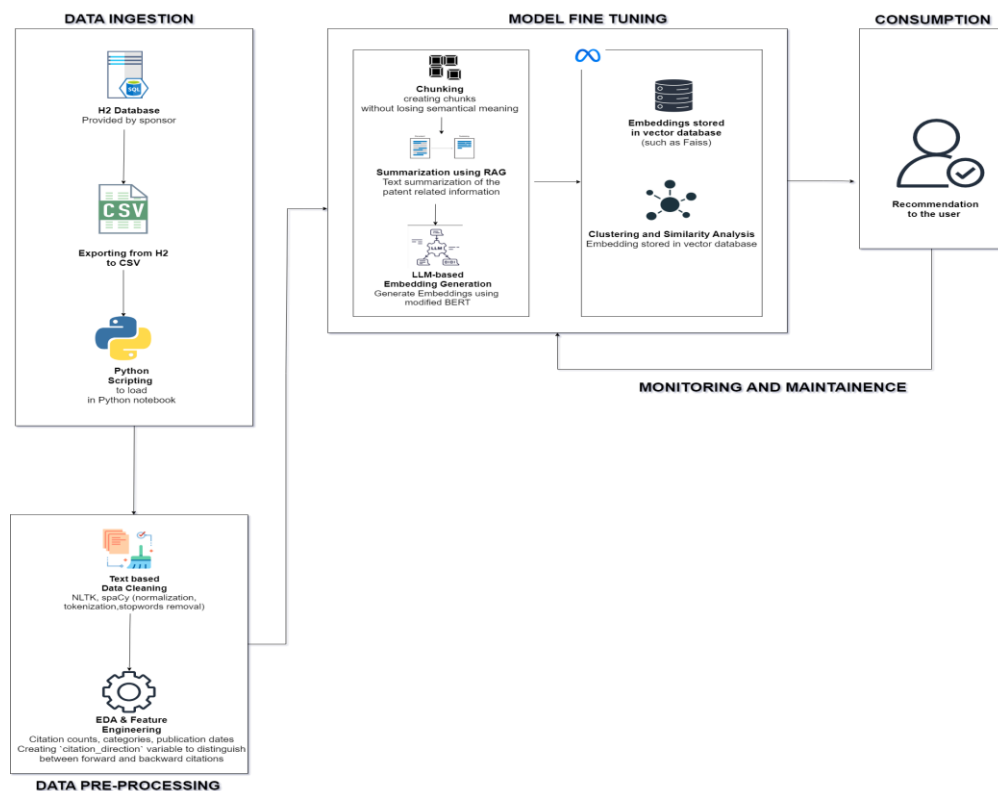 DATA INGESTION
SQL
H2 Database
Provided by sponsor
CSV
Exporting from H2
to CSV
Python
Scripting
to load
in Python notebook
Text based
Data Cleaning
NLTK, spaCy (normalization,
tokenization,stopwords removal)
EDA & Feature
Engineering
Citation counts, categories, publication dates
Creating `citation_direction` variable to distinguish
between forward and backward citations
DATA PRE-PROCESSING
MODEL FINE TUNING
Chunking
creating chunks
without losing semantical meaning
Summarization using RAG
Text summarization of the
patent related information
LLM
LLM-based
Embedding Generation
Generate Embeddings using
modified BERT
Embeddings stored
in vector database
(such as Faiss)
Clustering and Similarity Analysis
Embedding stored in vector database
CONSUMPTION
Recommendation
to the user
MONITORING AND MAINTAINENCE